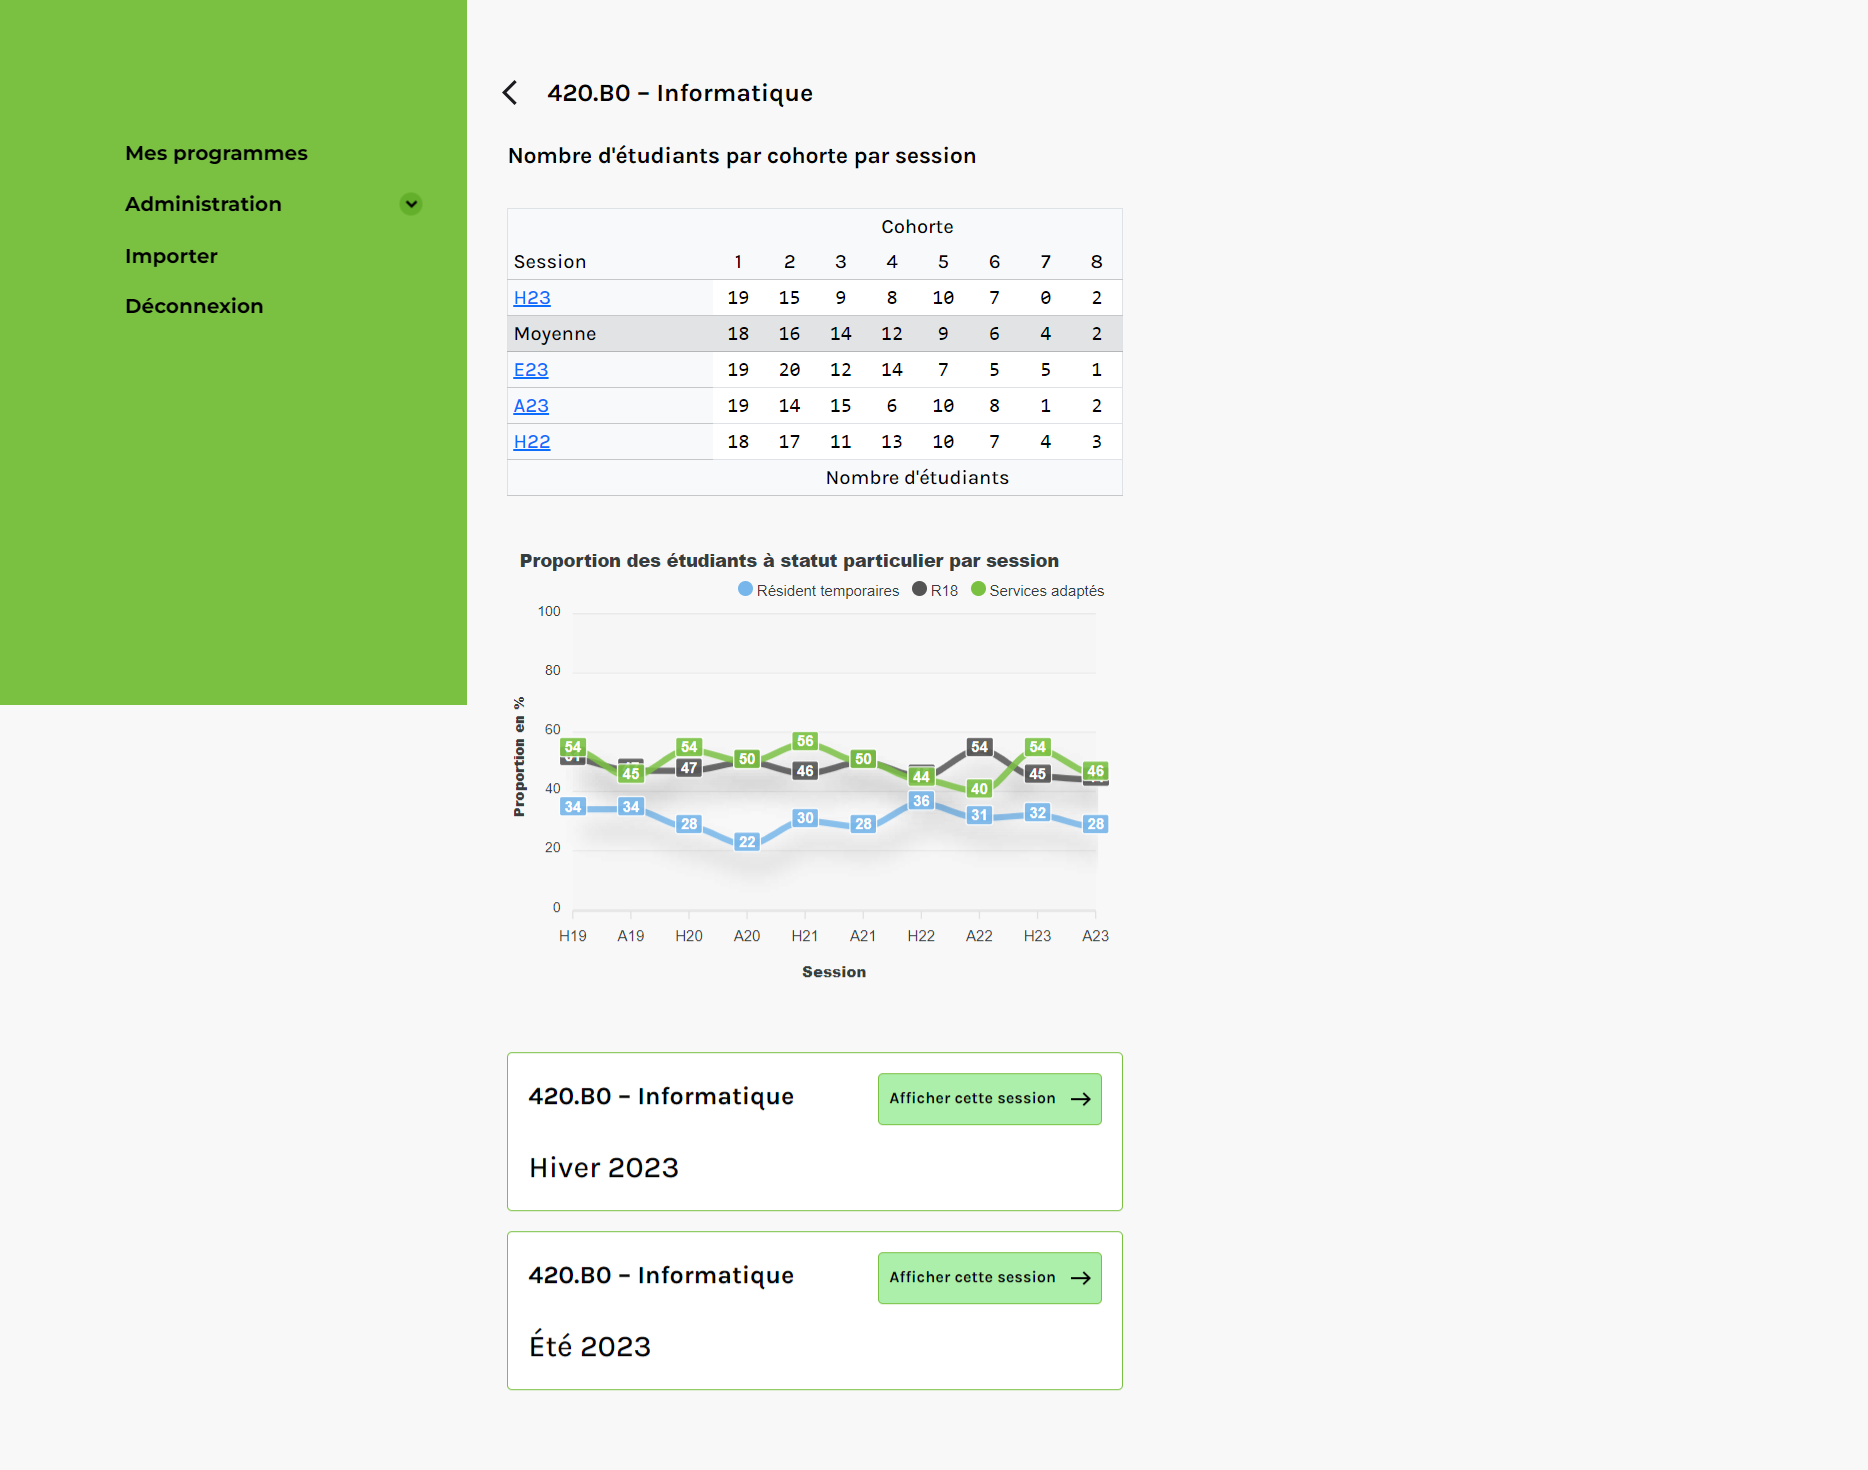 Mes programmes
Administration
Importer
Déconnexion
420.B0 – Informatique
Nombre d'étudiants par cohorte par session
Cohorte
Session 1 2 3 4 5 6 7 8
H23 19 15 9 8 10 7 0 2
Moyenne 18 16 14 12 9 6 4 2
E23 19 20 12 14 7 5 5 1
A23 19 14 15 6 10 8 1 2
H22 18 17 11 13 10 7 4 3
Nombre d'étudiants
Proportion des étudiants à statut particulier par session
Résident temporaires R18 Services adaptés
Proportion en %
100
80
60
40
20
0
54 45 54 50 56 50 44 40 54 46
47 46 54 45
34 34 28 22 30 28 36 31 32 28
H19 A19 H20 A20 H21 A21 H22 A22 H23 A23
Session
420.B0 – Informatique
Afficher cette session
Hiver 2023
420.B0 – Informatique
Afficher cette session
Été 2023